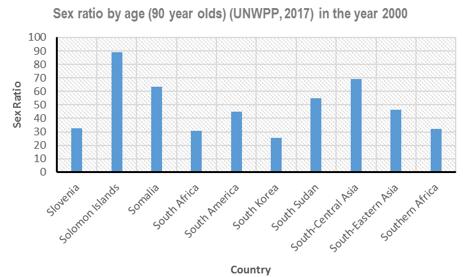 Sex ratio by age (90 year olds) (UNWPP, 2017) in the year 2000
100
90
80
70
60
50
40
30
20
10
0
Sex Ratio
Slovenia
Solomon Islands
Somalia
South Africa
South America
South Korea
South Sudan
South-Central Asia
South-Eastern Asia
Southern Africa
Country